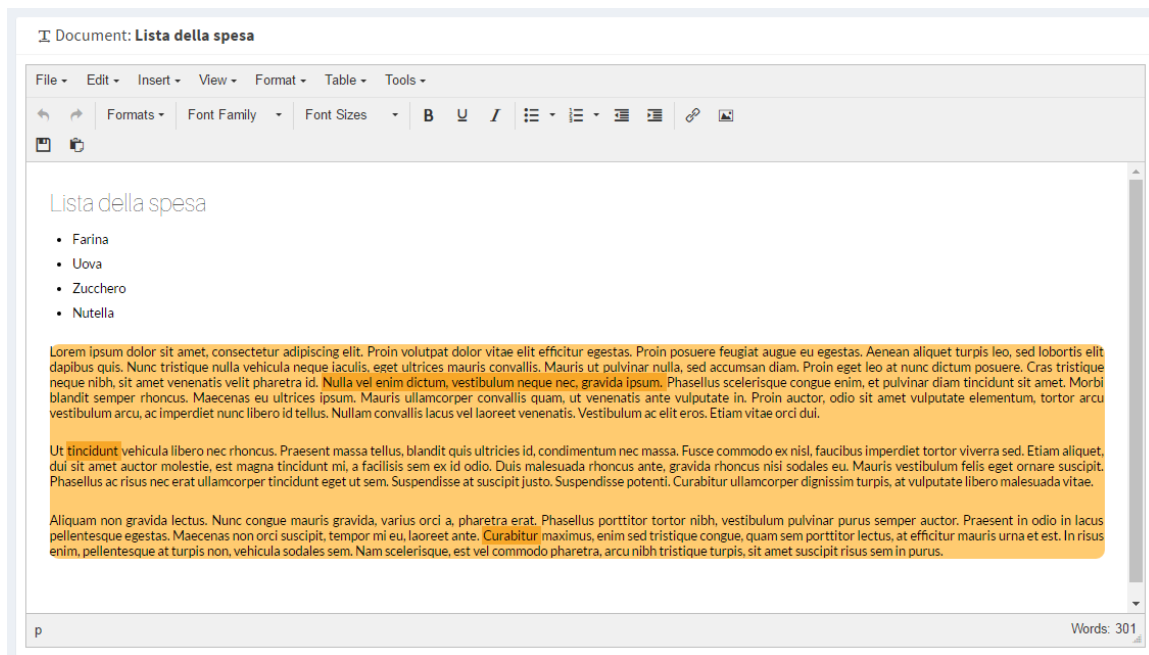 Document: Lista della spesa
File Edit Insert View Format Table Tools
Formats Font Family Font Sizes B U I
Lista della spesa
• Farina
• Uova
• Zucchero
• Nutella
Lorem ipsum dolor sit amet, consectetur adipiscing elit. Proin volutpat dolor vitae elit efficitur egestas. Proin posuere feugiat augue eu egestas. Aenean aliquet turpis leo, sed lobortis elit
dapibus quis. Nunc tristique nulla vehicula neque iaculis, eget ultrices mauris convallis. Mauris ut pulvinar nulla, sed accumsan diam. Proin eget leo at nunc dictum posuere. Cras tristique
neque nibh, sit amet venenatis velit pharetra id. Nulla vel enim dictum, vestibulum neque nec, gravida ipsum. Phasellus scelerisque congue enim, et pulvinar diam tincidunt sit amet. Morbi
blandit semper rhoncus. Maecenas eu ultrices ipsum. Mauris ullamcorper convallis quam, ut venenatis ante vulputate in. Proin auctor, odio sit amet vulputate elementum, tortor arcu
vestibulum arcu, ac imperdiet nunc libero id tellus. Nullam convallis lacus vel laoreet venenatis. Vestibulum ac elit eros. Etiam vitae orci dui.
Ut tincidunt vehicula libero nec rhoncus. Praesent massa tellus, blandit quis ultricies id, condimentum nec massa. Fusce commodo ex nisl, faucibus imperdiet tortor viverra sed. Etiam aliquet,
dui sit amet auctor molestie, est magna tincidunt mi, a facilisis sem ex id odio. Duis malesuada rhoncus ante, gravida rhoncus nisi sodales eu. Mauris vestibulum felis eget ornare suscipit.
Phasellus ac risus nec erat ullamcorper tincidunt eget ut sem. Suspendisse at suscipit justo. Suspendisse potenti. Curabitur ullamcorper dignissim turpis, at vulputate libero malesuada vitae.
Aliquam non gravida lectus. Nunc congue mauris gravida, varius orci a, pharetra erat. Phasellus porttitor tortor nibh, vestibulum pulvinar purus semper auctor. Praesent in odio in lacus
pellentesque egestas. Maecenas non orci suscipit, tempor mi eu, laoreet ante. Curabitur maximus, enim sed tristique congue, quam sem porttitor lectus, at efficitur mauris urna et est. In risus
enim, pellentesque at turpis non, vehicula sodales sem. Nam scelerisque, est vel commodo pharetra, arcu nibh tristique turpis, sit amet suscipit risus sem in purus.
p Words: 301